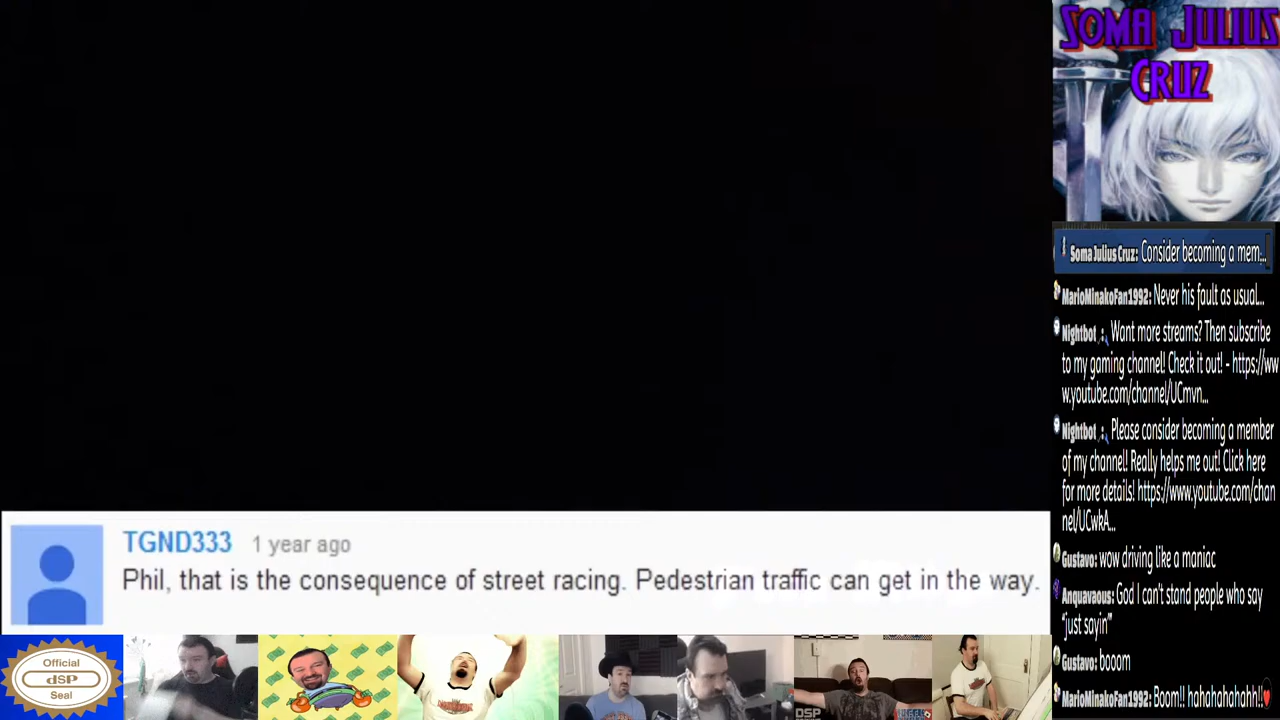 SOMA JULIUS
CRUZ
Soma Julius Cruz: Consider becoming a mem...
MarioMinakoFan1992: Never his fault as usual...
Nightbot: Want more streams? Then subscribe
to my gaming channel! Check it out! - https://ww
w.youtube.com/channel/UCmvn...
Nightbot: Please consider becoming a member
of my channel! Really helps me out! Click here
for more details! https://www.youtube.com/chan
nel/UCwkA...
Gustavo: wow driving like a maniac
Anquavaous: God I can't stand people who say
"just sayin'"
Gustavo: booom
MarioMinakoFan1992: Boom!! hahahahahahh!!
TGND333 1 year ago
Phil, that is the consequence of street racing. Pedestrian traffic can get in the way.
Official
dSP
Seal
DSP